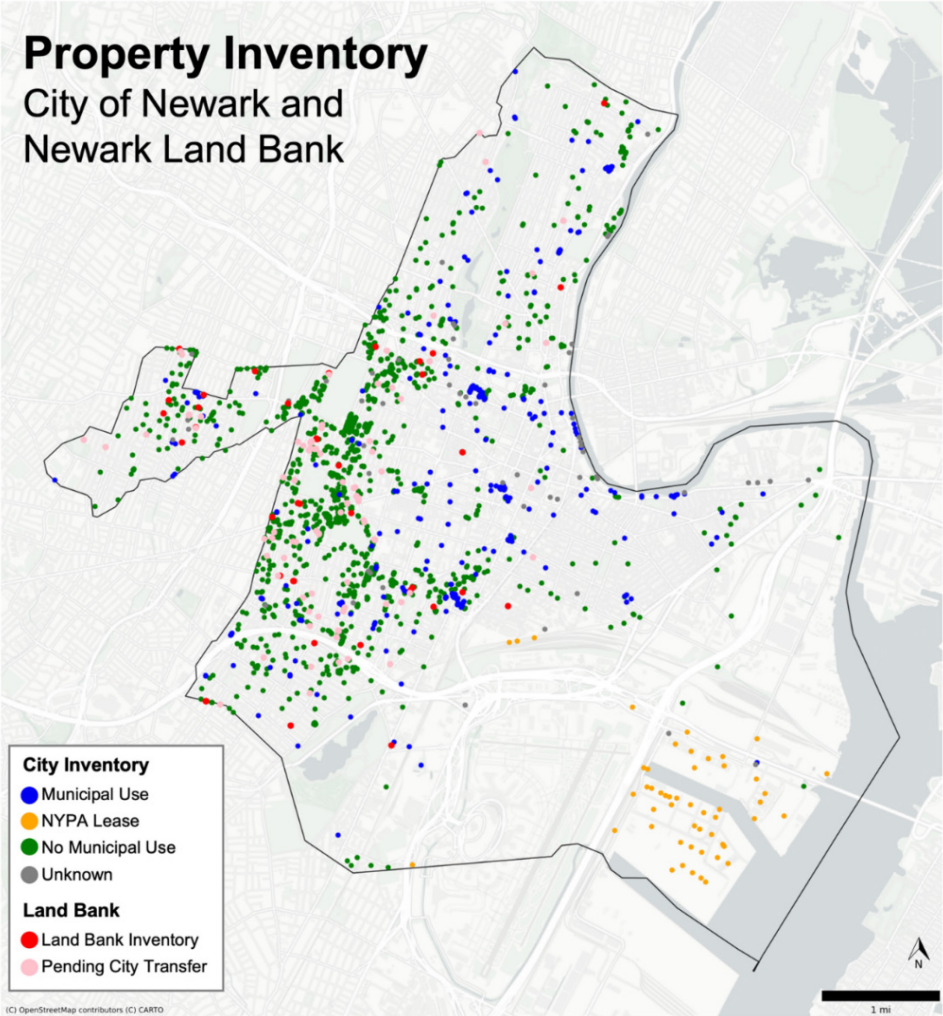 Property Inventory
City of Newark and
Newark Land Bank
City Inventory
Municipal Use
NYPA Lease
No Municipal Use
Unknown
Land Bank
Land Bank Inventory
Pending City Transfer
N
1 mi
(C) OpenStreetMap contributors (C) CARTO